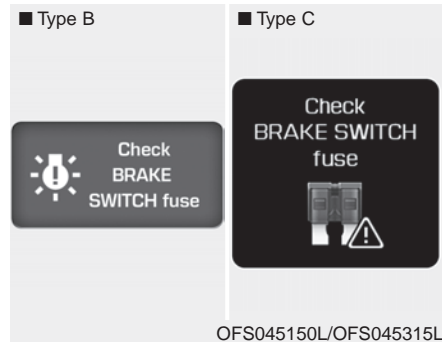 ■ Type B
Check
BRAKE
SWITCH fuse
■ Type C
Check
BRAKE SWITCH
fuse
OFS045150L/OFS045315L